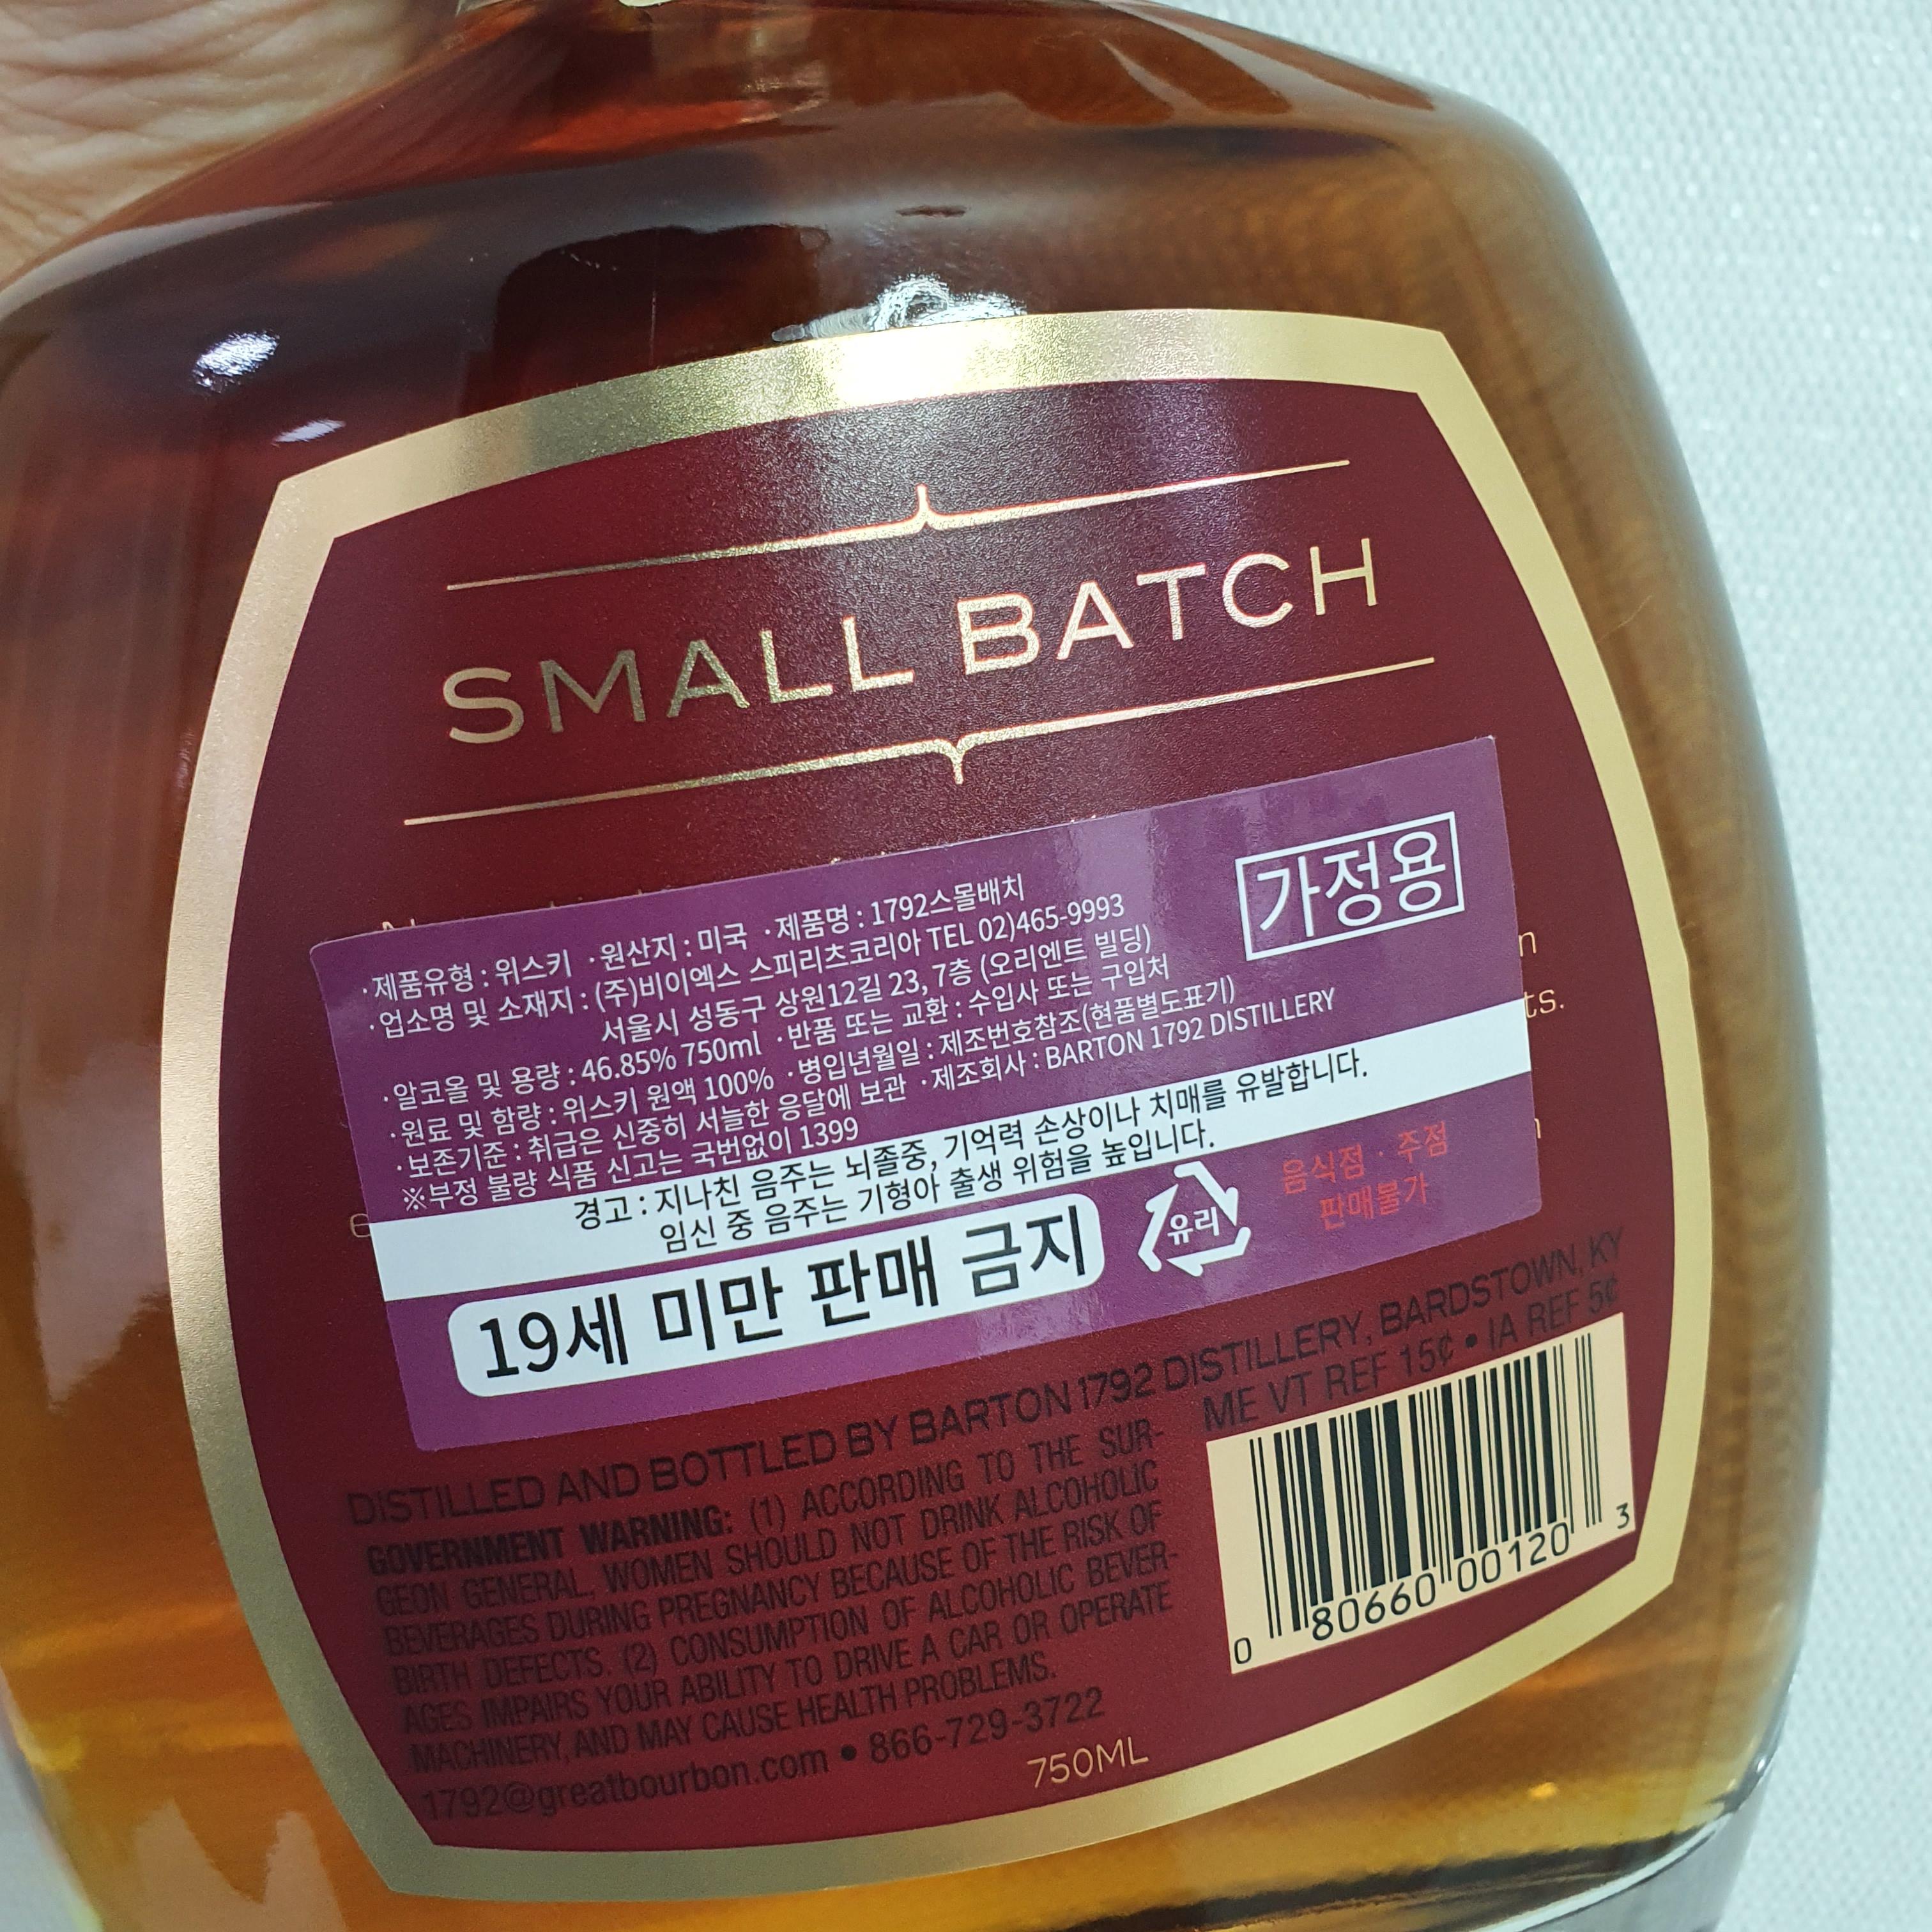 SMALL BATCH
·제품유형 : 위스키 ·원산지 : 미국 ·제품명 : 1792스몰배치
·업소명 및 소재지 : (주)비이엑스 스피리츠코리아 TEL 02)465-9993
서울시 성동구 상원12길 23, 7층 (오리엔트 빌딩)
·알코올 및 용량 : 46.85% 750ml ·반품 또는 교환 : 수입사 또는 구입처
·원료 및 함량 : 위스키 원액 100% ·병입년월일 : 제조번호참조(현품별도표기)
·보존기준 : 취급은 신중히 서늘한 응달에 보관 ·제조회사 : BARTON 1792 DISTILLERY
※부정 불량 식품 신고는 국번없이 1399
가정용
경고 : 지나친 음주는 뇌졸중, 기억력 손상이나 치매를 유발합니다.
임신 중 음주는 기형아 출생 위험을 높입니다.
19세 미만 판매 금지
유리
음식점 · 주점
판매불가
DISTILLED AND BOTTLED BY BARTON 1792 DISTILLERY, BARDSTOWN, KY
ME VT REF 15¢ • IA REF 5¢
GOVERNMENT WARNING: (1) ACCORDING TO THE SUR-
GEON GENERAL, WOMEN SHOULD NOT DRINK ALCOHOLIC
BEVERAGES DURING PREGNANCY BECAUSE OF THE RISK OF
BIRTH DEFECTS. (2) CONSUMPTION OF ALCOHOLIC BEVER-
AGES IMPAIRS YOUR ABILITY TO DRIVE A CAR OR OPERATE
MACHINERY, AND MAY CAUSE HEALTH PROBLEMS.
1792@greatbourbon.com • 866-729-3722
0 80660 00120 3
750ML